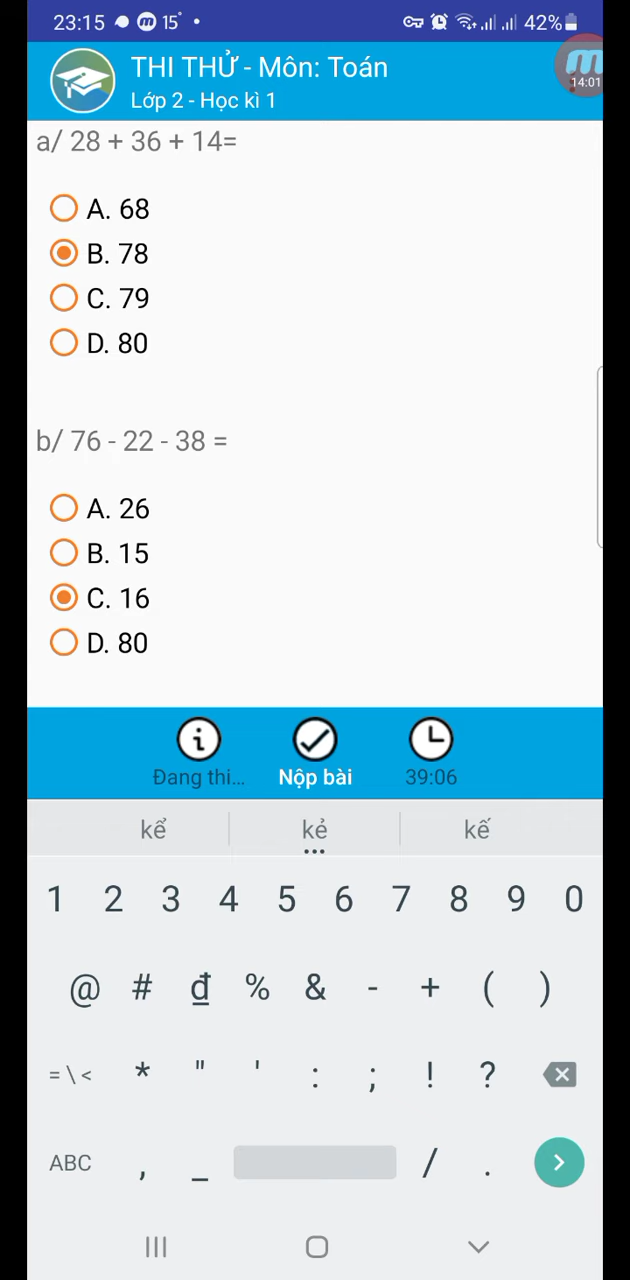 23:15 m 15° • 42%
THI THỬ - Môn: Toán
Lớp 2 - Học kì 1
m
14:01
a/ 28 + 36 + 14=
A. 68
B. 78
C. 79
D. 80
b/ 76 - 22 - 38 =
A. 26
B. 15
C. 16
D. 80
Đang thi... Nộp bài 39:06
kể kẻ kế
1 2 3 4 5 6 7 8 9 0
@ # đ % & - + ( )
= \ < * " ' : ; ! ?
ABC , _ / .